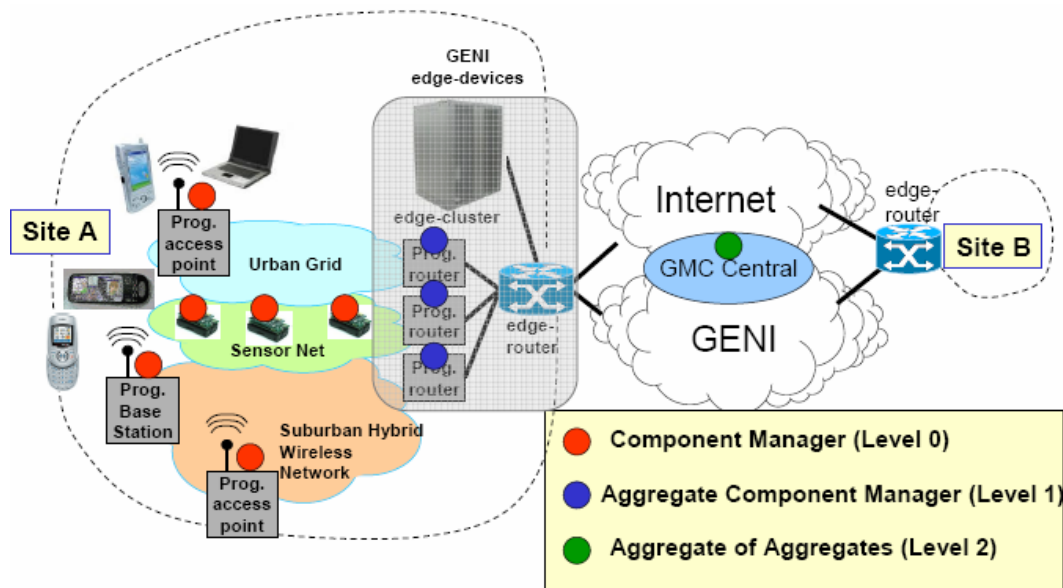 GENI
edge-devices
Site A
Prog.
access
point
Urban Grid
Sensor Net
Prog.
Base
Station
Suburban Hybrid
Wireless
Network
Prog.
access
point
edge-cluster
Prog.
router
Prog.
router
Prog.
router
edge-
router
Internet
GMC Central
GENI
edge-
router
Site B
Component Manager (Level 0)
Aggregate Component Manager (Level 1)
Aggregate of Aggregates (Level 2)